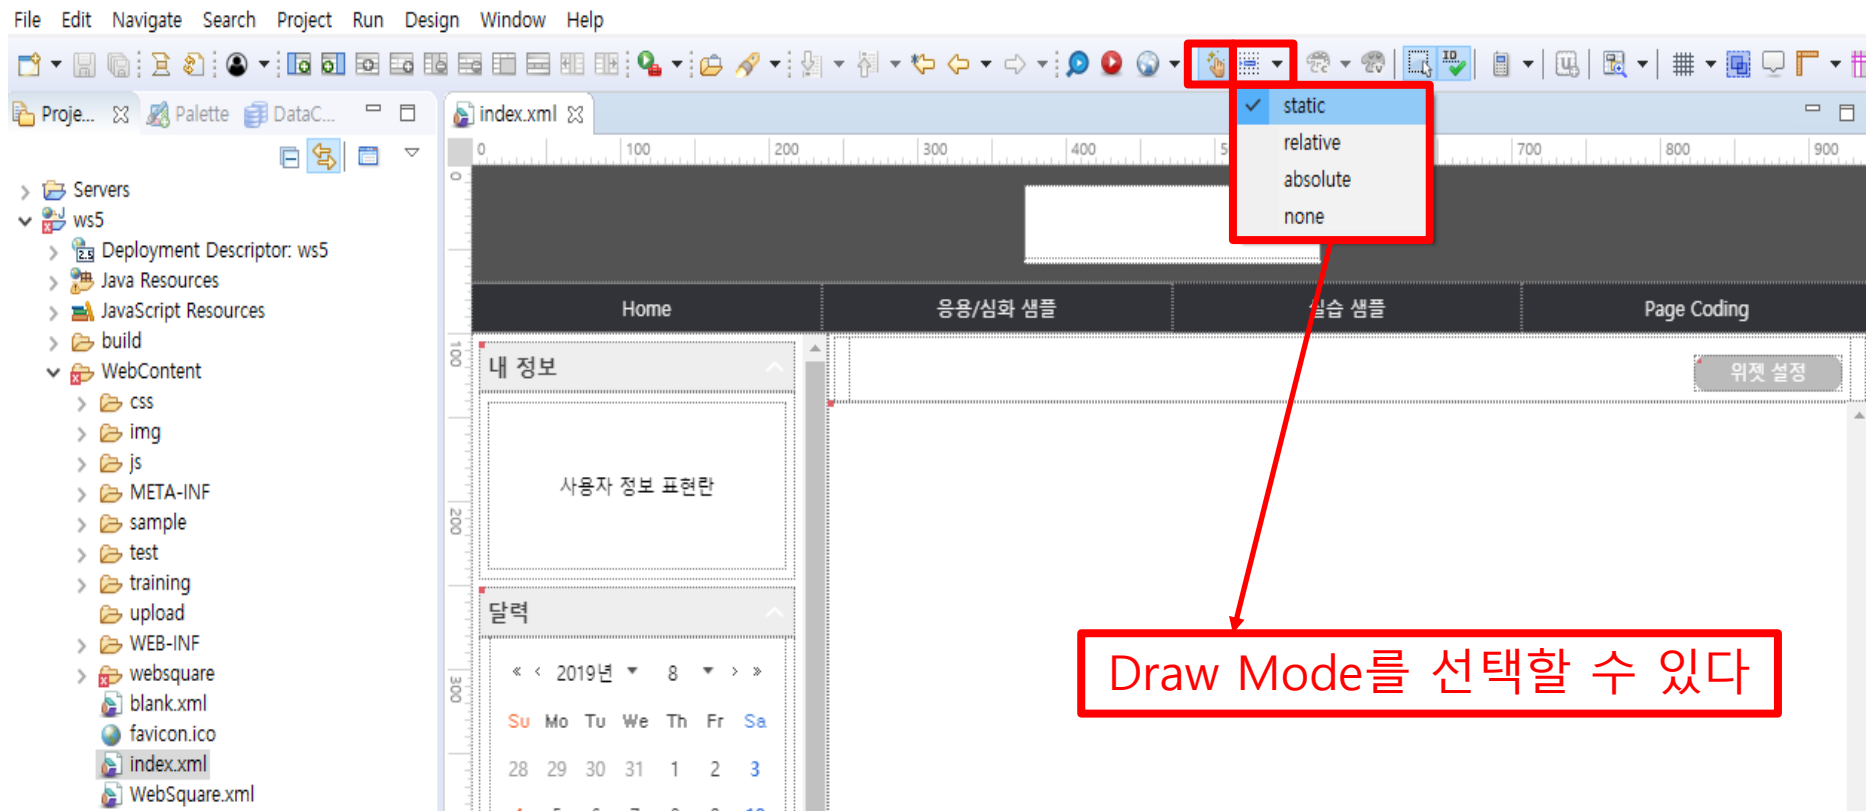 File Edit Navigate Search Project Run Design Window Help
Proje... Palette DataC...
index.xml
static
relative
absolute
none
0 100 200 300 400 5 700 800 900
0
100
200
300
Servers
ws5
Deployment Descriptor: ws5
Java Resources
JavaScript Resources
build
WebContent
css
img
js
META-INF
sample
test
training
upload
WEB-INF
websquare
blank.xml
favicon.ico
index.xml
WebSquare.xml
Home 응용/심화 샘플 실습 샘플 Page Coding
내 정보
위젯 설정
사용자 정보 표현란
달력
« < 2019년 ▼ 8 ▼ > »
Su Mo Tu We Th Fr Sa
28 29 30 31 1 2 3
Draw Mode를 선택할 수 있다